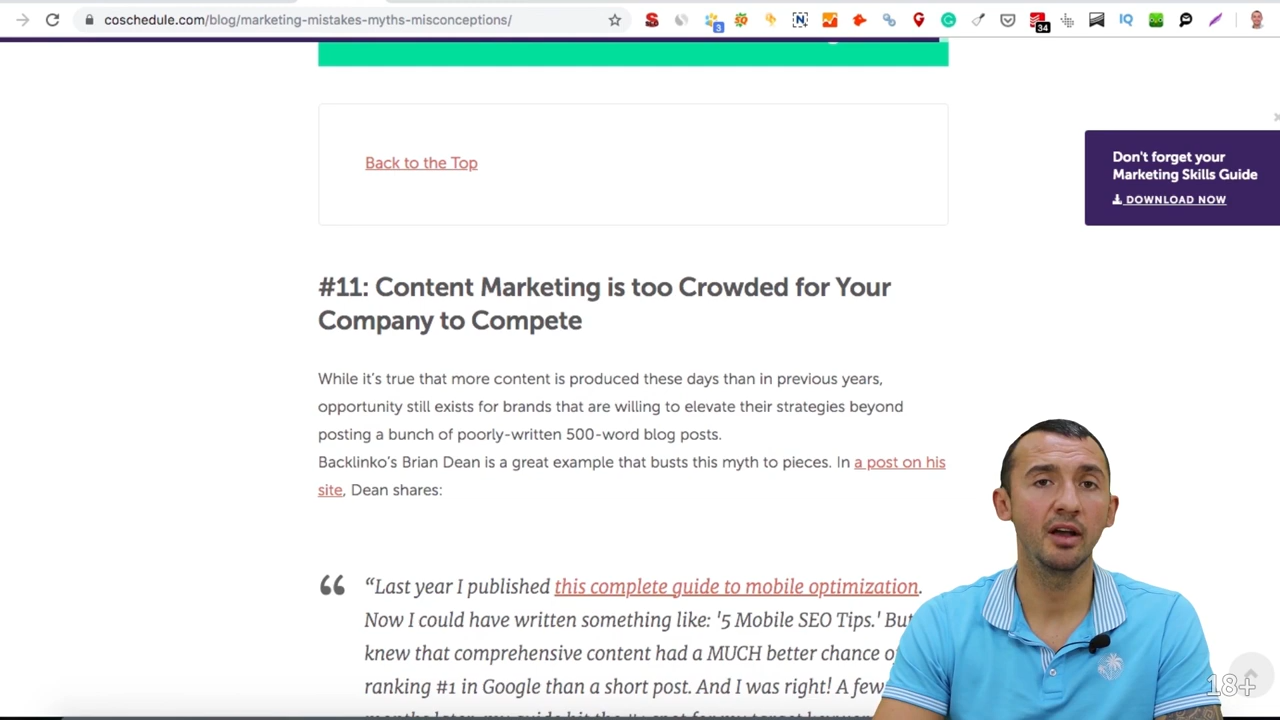 coschedule.com/blog/marketing-mistakes-myths-misconceptions/
3
34
IQ
Back to the Top
Don't forget your
Marketing Skills Guide
DOWNLOAD NOW
#11: Content Marketing is too Crowded for Your
Company to Compete
While it's true that more content is produced these days than in previous years,
opportunity still exists for brands that are willing to elevate their strategies beyond
posting a bunch of poorly-written 500-word blog posts.
Backlinko's Brian Dean is a great example that busts this myth to pieces. In a post on his
site, Dean shares:
“Last year I published this complete guide to mobile optimization.
Now I could have written something like: '5 Mobile SEO Tips.' But
knew that comprehensive content had a MUCH better chance
ranking #1 in Google than a short post. And I was right! A few
18+